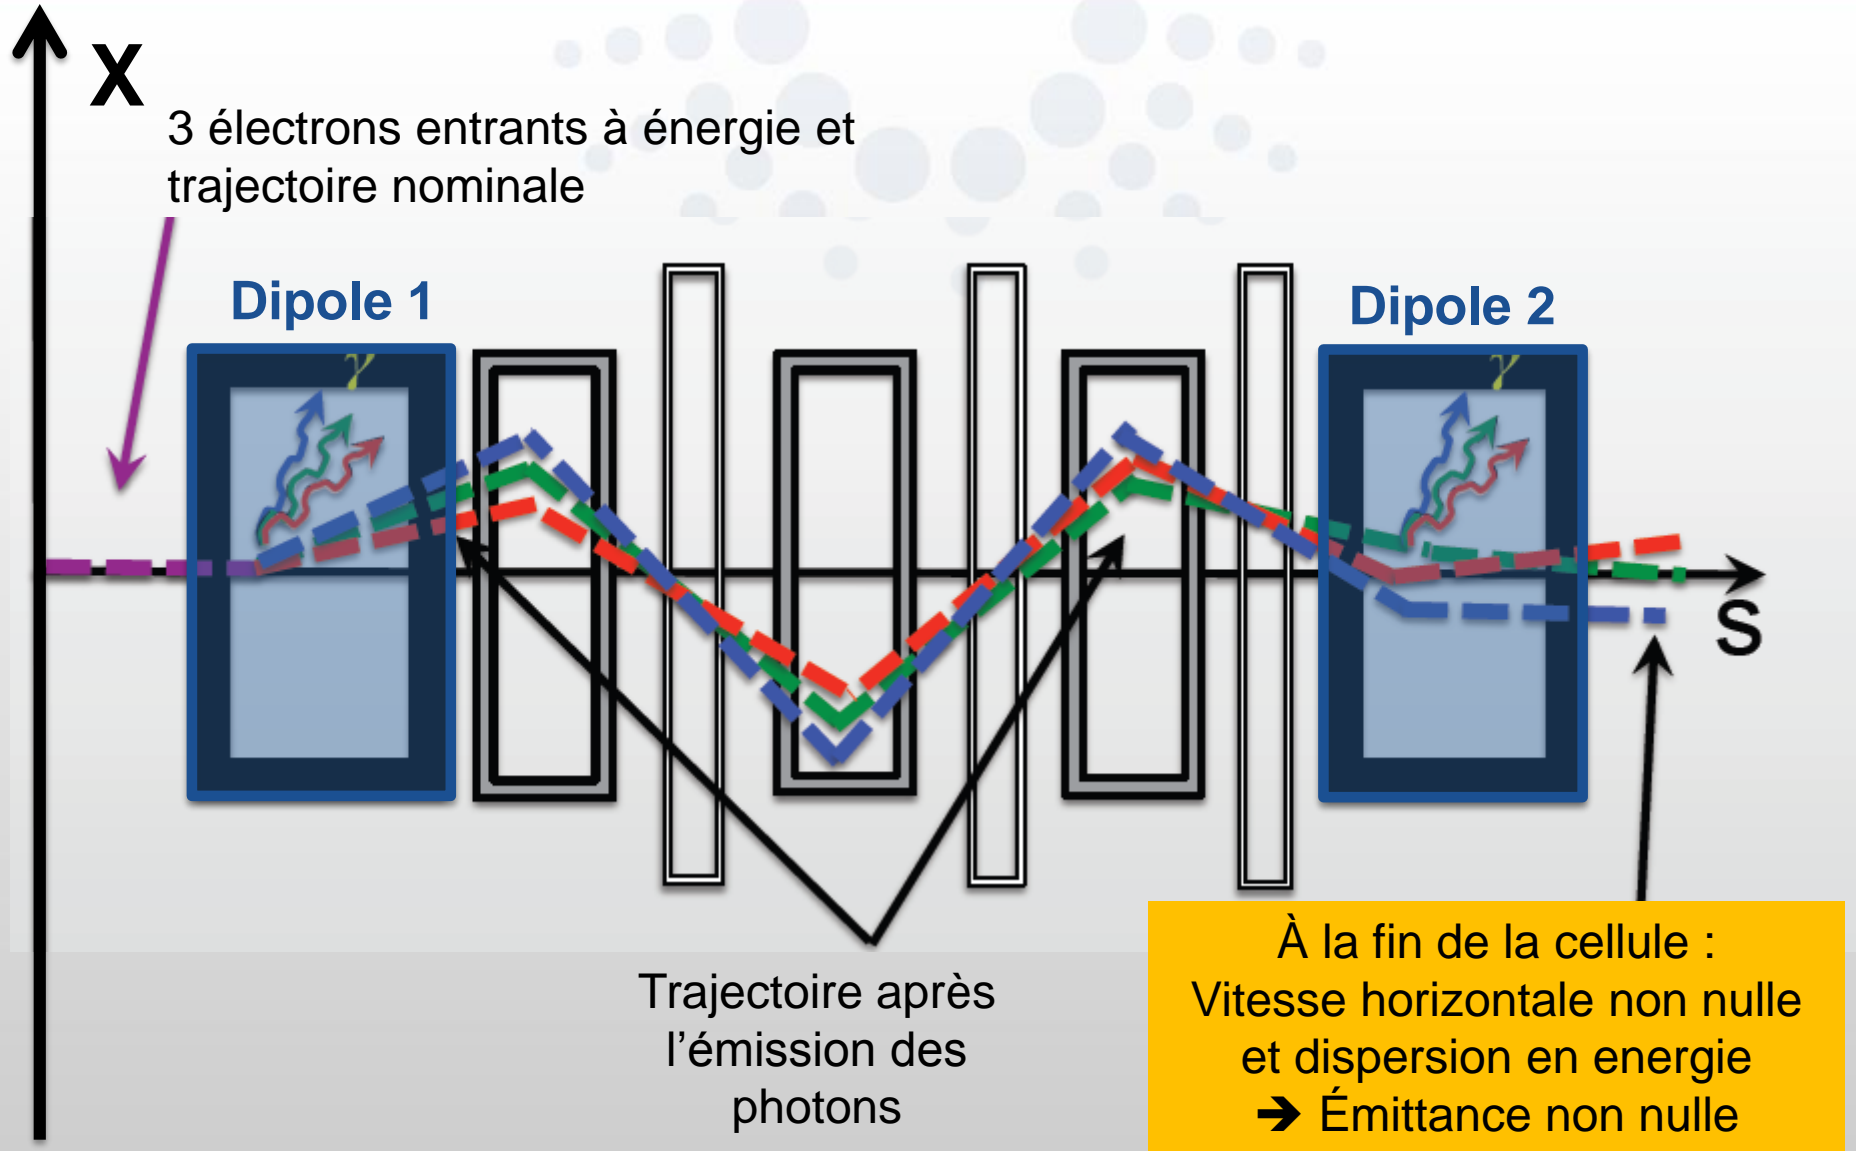 X
3 électrons entrants à énergie et
trajectoire nominale
Dipole 1
Dipole 2
γ
γ
S
Trajectoire après
l’émission des
photons
À la fin de la cellule :
Vitesse horizontale non nulle
et dispersion en energie
➔ Émittance non nulle